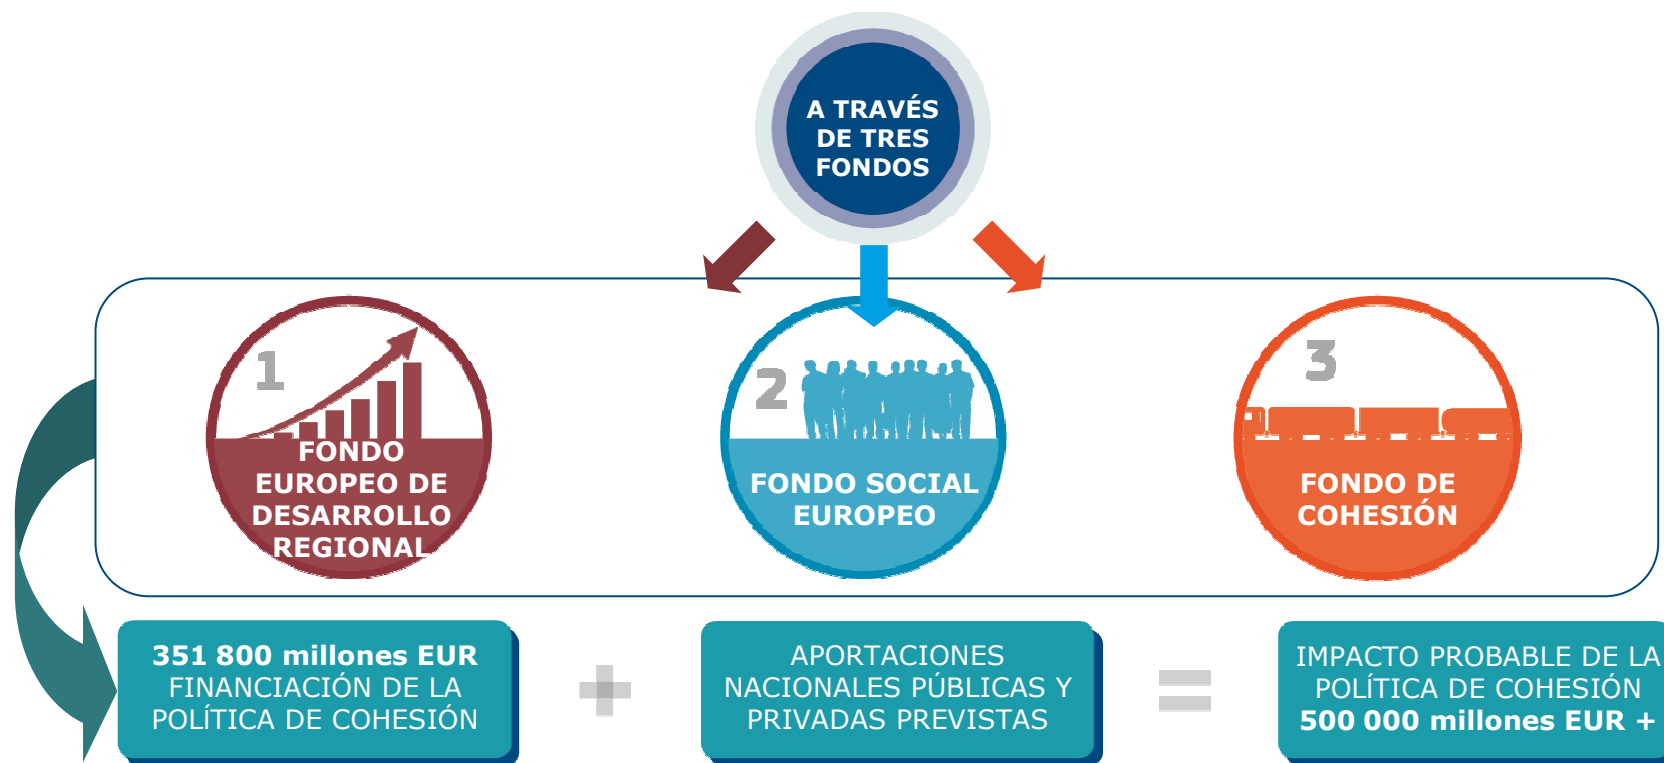 A TRAVÉS
DE TRES
FONDOS
1
FONDO
EUROPEO DE
DESARROLLO
REGIONAL
2
FONDO SOCIAL
EUROPEO
3
FONDO DE
COHESIÓN
351 800 millones EUR
FINANCIACIÓN DE LA
POLÍTICA DE COHESIÓN
+
APORTACIONES
NACIONALES PÚBLICAS Y
PRIVADAS PREVISTAS
=
IMPACTO PROBABLE DE LA
POLÍTICA DE COHESIÓN
500 000 millones EUR +